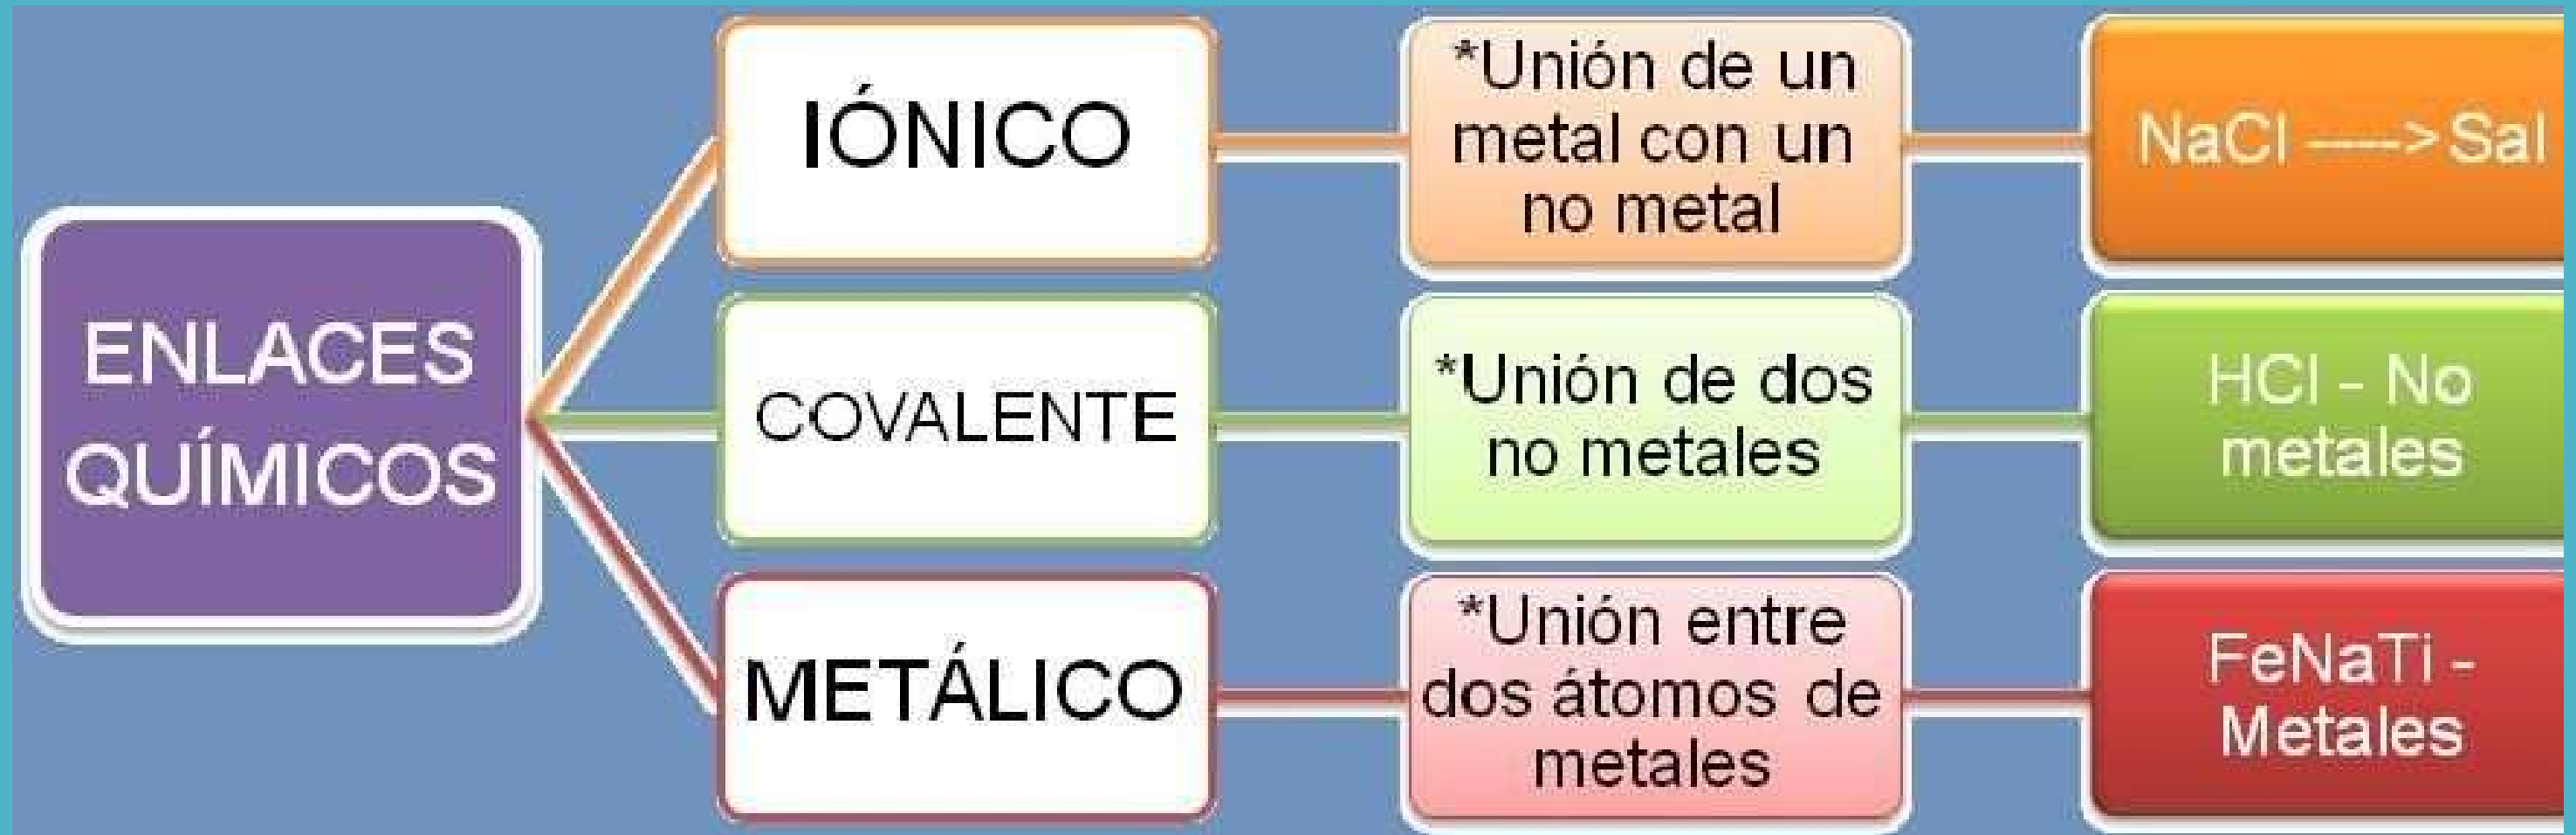 ENLACES
QUÍMICOS
IÓNICO
*Unión de un
metal con un
no metal
NaCl ----> Sal
COVALENTE
*Unión de dos
no metales
HCl - No
metales
METÁLICO
*Unión entre
dos átomos de
metales
FeNaTi -
Metales